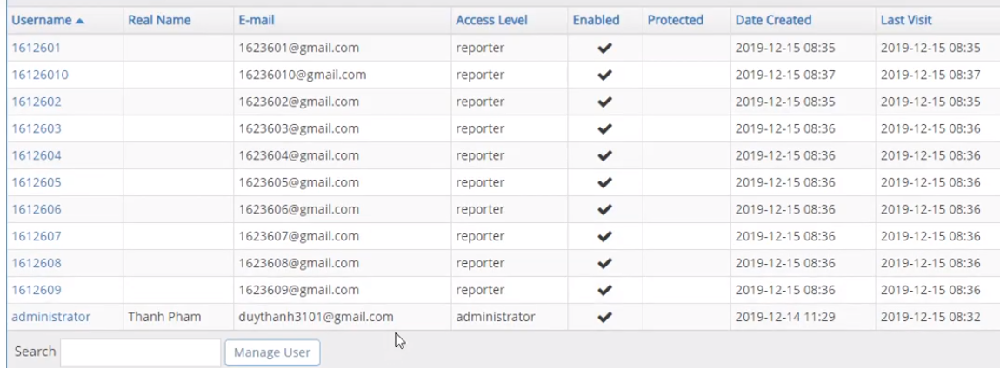 Username Real Name E-mail Access Level Enabled Protected Date Created Last Visit
1612601 1623601@gmail.com reporter 2019-12-15 08:35 2019-12-15 08:35
16126010 16236010@gmail.com reporter 2019-12-15 08:37 2019-12-15 08:37
1612602 1623602@gmail.com reporter 2019-12-15 08:35 2019-12-15 08:35
1612603 1623603@gmail.com reporter 2019-12-15 08:36 2019-12-15 08:36
1612604 1623604@gmail.com reporter 2019-12-15 08:36 2019-12-15 08:36
1612605 1623605@gmail.com reporter 2019-12-15 08:36 2019-12-15 08:36
1612606 1623606@gmail.com reporter 2019-12-15 08:36 2019-12-15 08:36
1612607 1623607@gmail.com reporter 2019-12-15 08:36 2019-12-15 08:36
1612608 1623608@gmail.com reporter 2019-12-15 08:36 2019-12-15 08:36
1612609 1623609@gmail.com reporter 2019-12-15 08:36 2019-12-15 08:36
administrator Thanh Pham duythanh3101@gmail.com administrator 2019-12-14 11:29 2019-12-15 08:32
Search Manage User